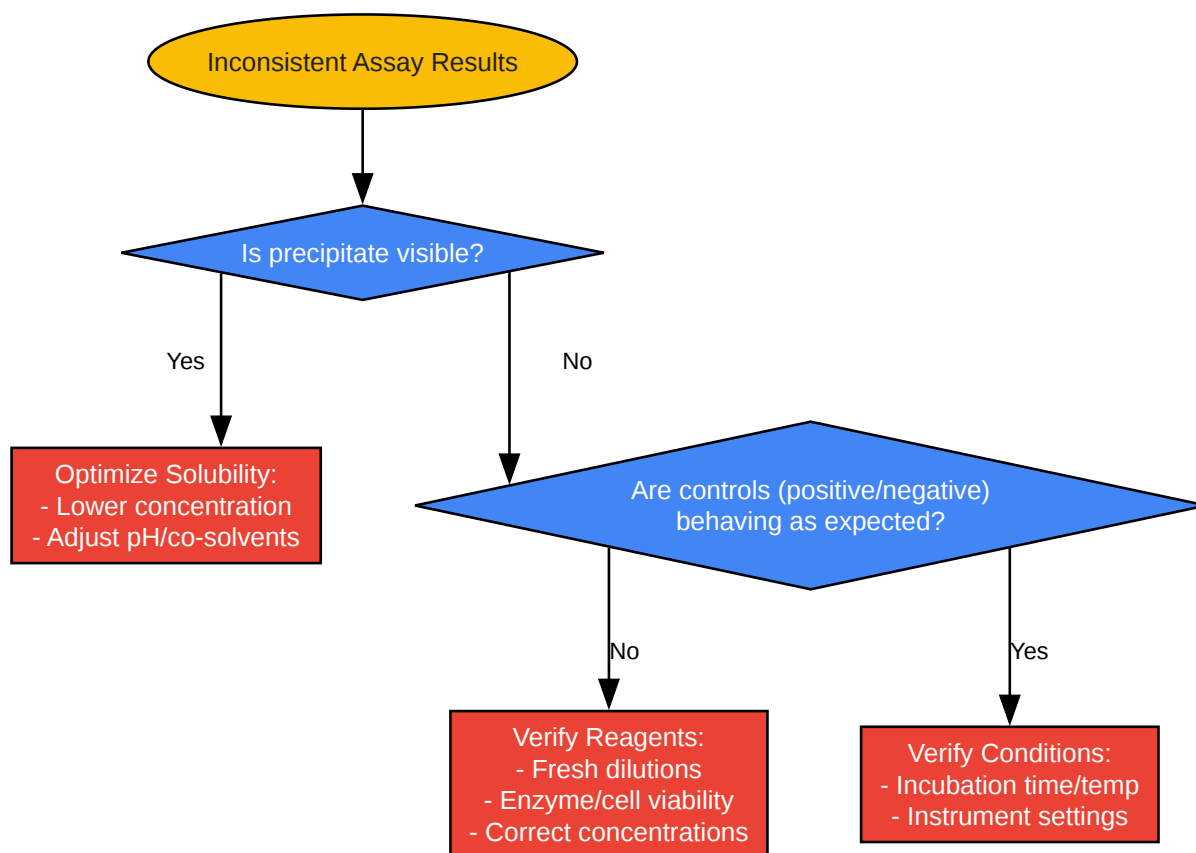 Inconsistent Assay Results
Is precipitate visible?
Yes
No
Optimize Solubility:
- Lower concentration
- Adjust pH/co-solvents
Are controls (positive/negative)
behaving as expected?
No
Yes
Verify Reagents:
- Fresh dilutions
- Enzyme/cell viability
- Correct concentrations
Verify Conditions:
- Incubation time/temp
- Instrument settings